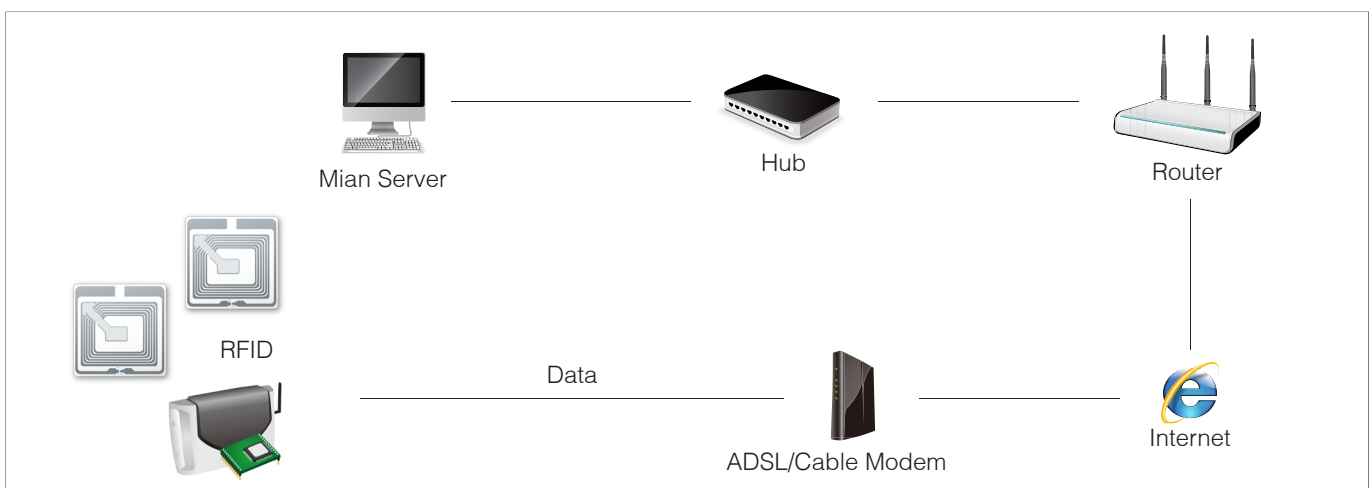 Mian Server
Hub
Router
RFID
Data
ADSL/Cable Modem
Internet